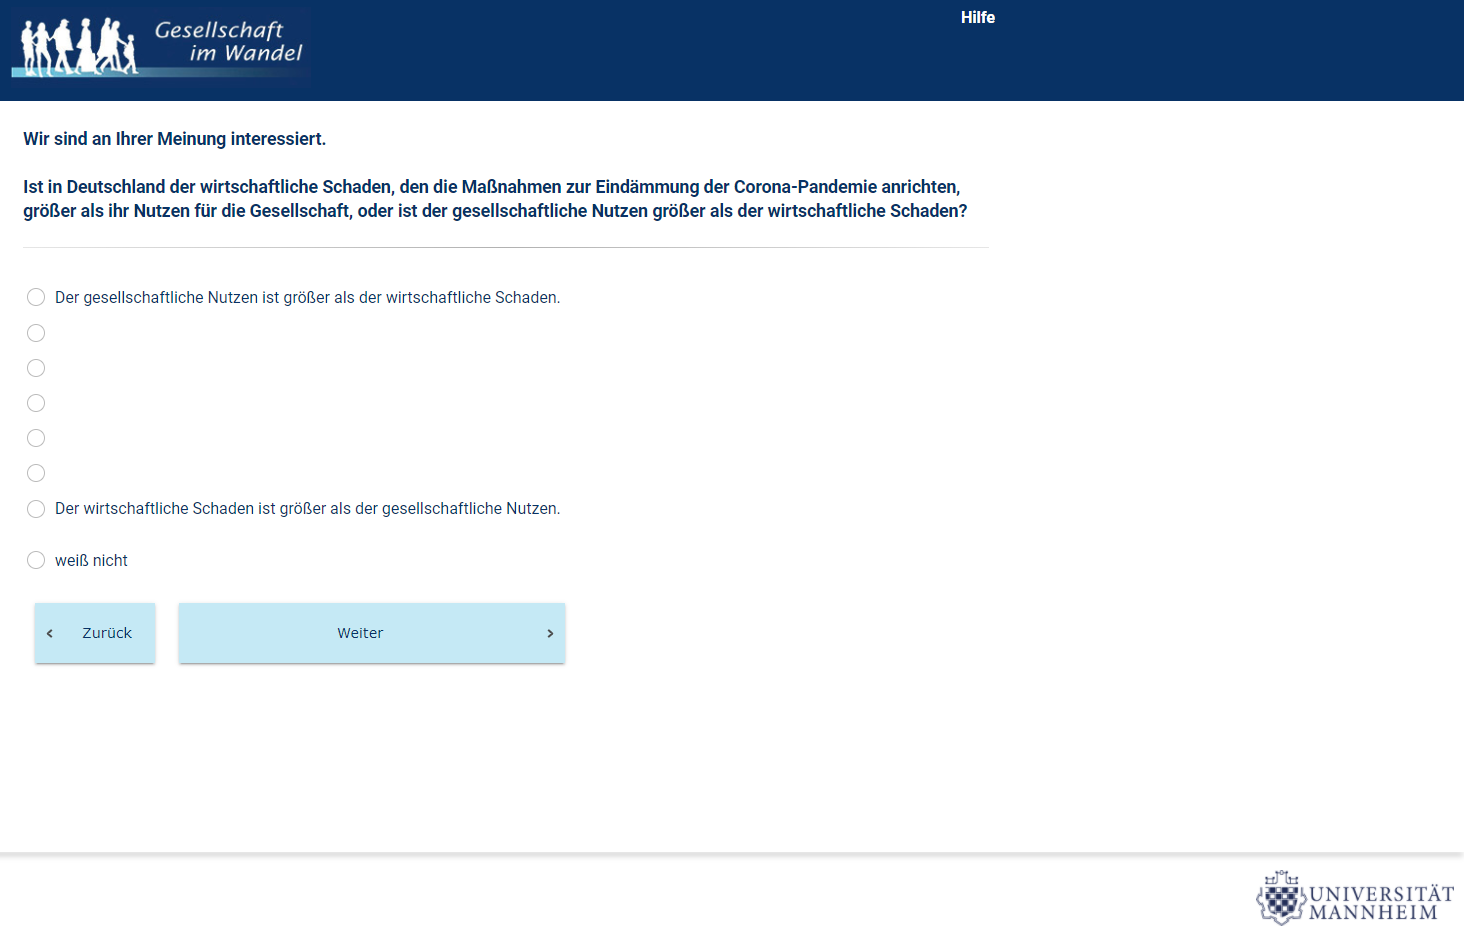 Gesellschaft
im Wandel
Hilfe
Wir sind an Ihrer Meinung interessiert.
Ist in Deutschland der wirtschaftliche Schaden, den die Maßnahmen zur Eindämmung der Corona-Pandemie anrichten,
größer als ihr Nutzen für die Gesellschaft, oder ist der gesellschaftliche Nutzen größer als der wirtschaftliche Schaden?
Der gesellschaftliche Nutzen ist größer als der wirtschaftliche Schaden.
Der wirtschaftliche Schaden ist größer als der gesellschaftliche Nutzen.
weiß nicht
Zurück
Weiter
UNIVERSITÄT
MANNHEIM